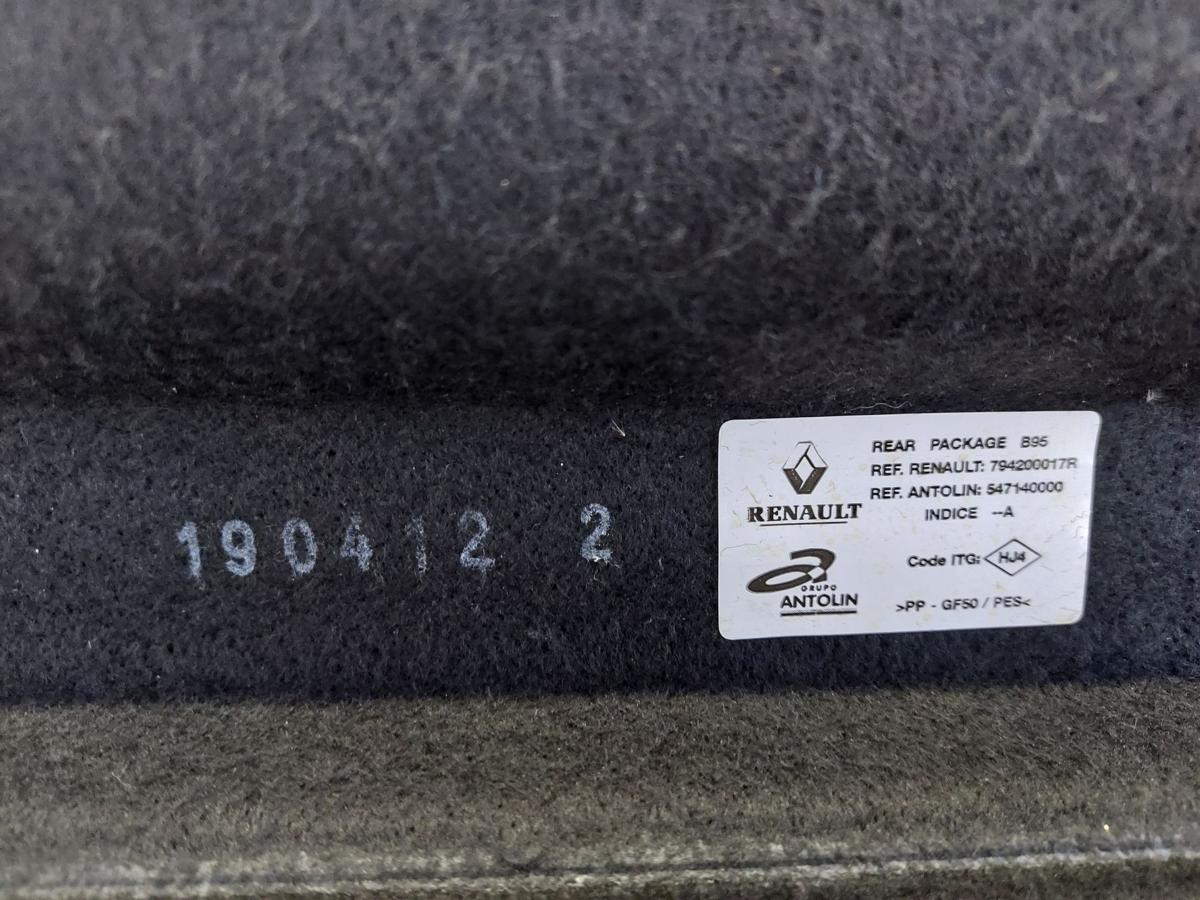 190412 2
RENAULT
REAR PACKAGE B95
REF. RENAULT: 794200017R
REF. ANTOLIN: 547140000
INDICE --A
GRUPO
ANTOLIN
Code ITG: HJ4
>PP - GF50 / PES<